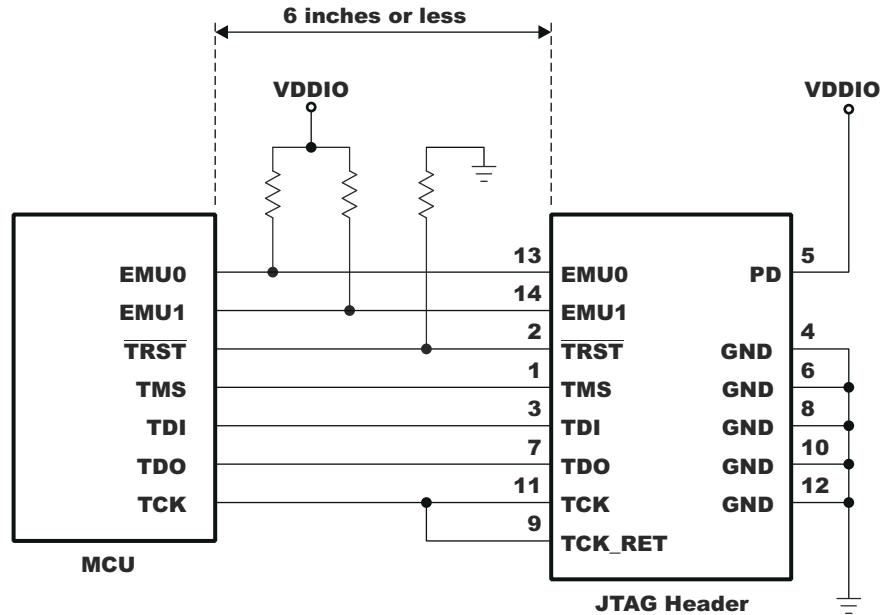 6 inches or less
VDDIO
VDDIO
13
EMU0
EMU0
5
PD
14
EMU1
EMU1
2
TRST
TRST
4
GND
1
TMS
TMS
6
GND
3
TDI
TDI
8
GND
7
TDO
TDO
10
GND
11
TCK
TCK
12
GND
9
TCK_RET
MCU
JTAG Header